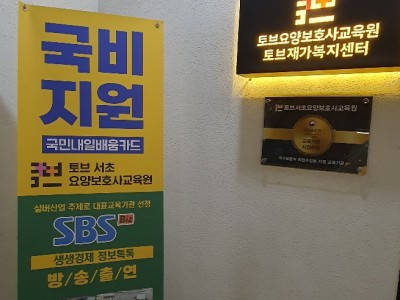 국비
지원
국민내일배움카드
토브 서초
요양보호사교육원
실버산업 주제로 대표교육기관 선정
SBS Biz
생생경제 정보톡톡
방/송/출/연
토브요양보호사교육원
토브재가복지센터
토브서초요양보호사교육원